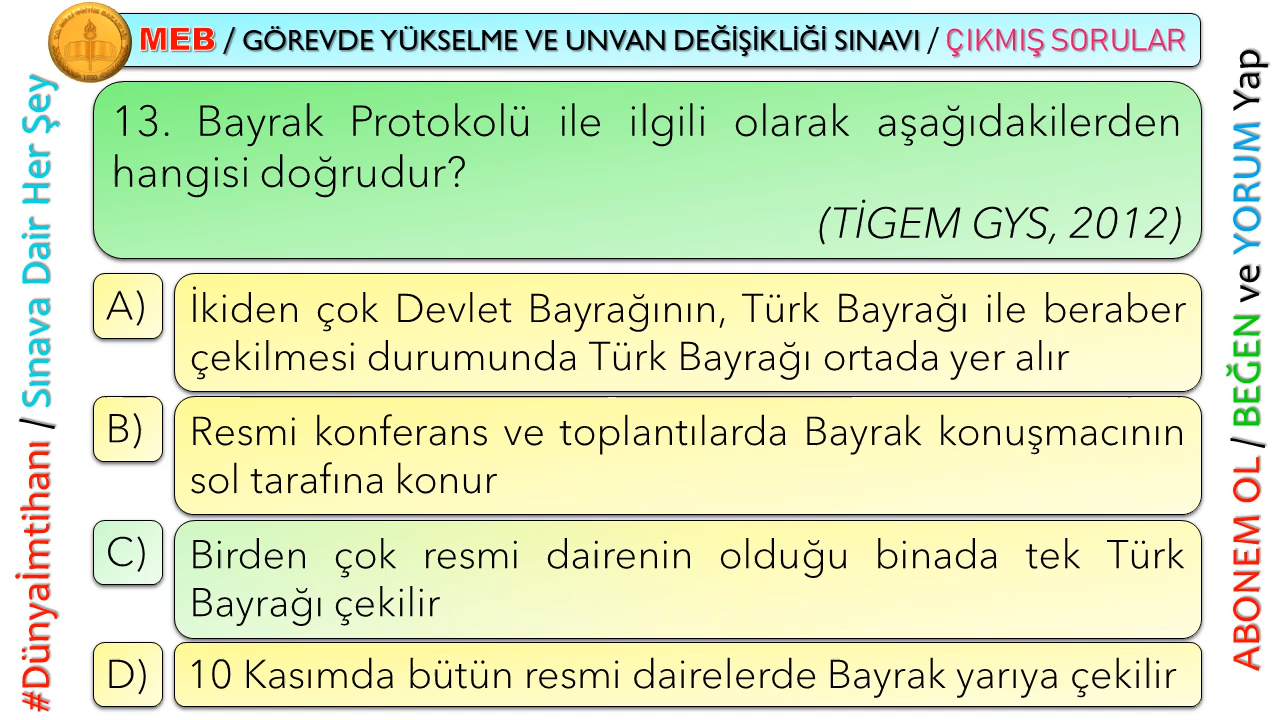 MEB / GÖREVDE YÜKSELME VE UNVAN DEĞİŞİKLİĞİ SINAVI / ÇIKMIŞ SORULAR
#Dünyaİmtihanı / Sınava Dair Her Şey
13. Bayrak Protokolü ile ilgili olarak aşağıdakilerden
hangisi doğrudur?
(TİGEM GYS, 2012)
A) İkiden çok Devlet Bayrağının, Türk Bayrağı ile beraber
çekilmesi durumunda Türk Bayrağı ortada yer alır
B) Resmi konferans ve toplantılarda Bayrak konuşmacının
sol tarafına konur
C) Birden çok resmi dairenin olduğu binada tek Türk
Bayrağı çekilir
D) 10 Kasımda bütün resmi dairelerde Bayrak yarıya çekilir
ABONEM OL / BEĞEN ve YORUM Yap